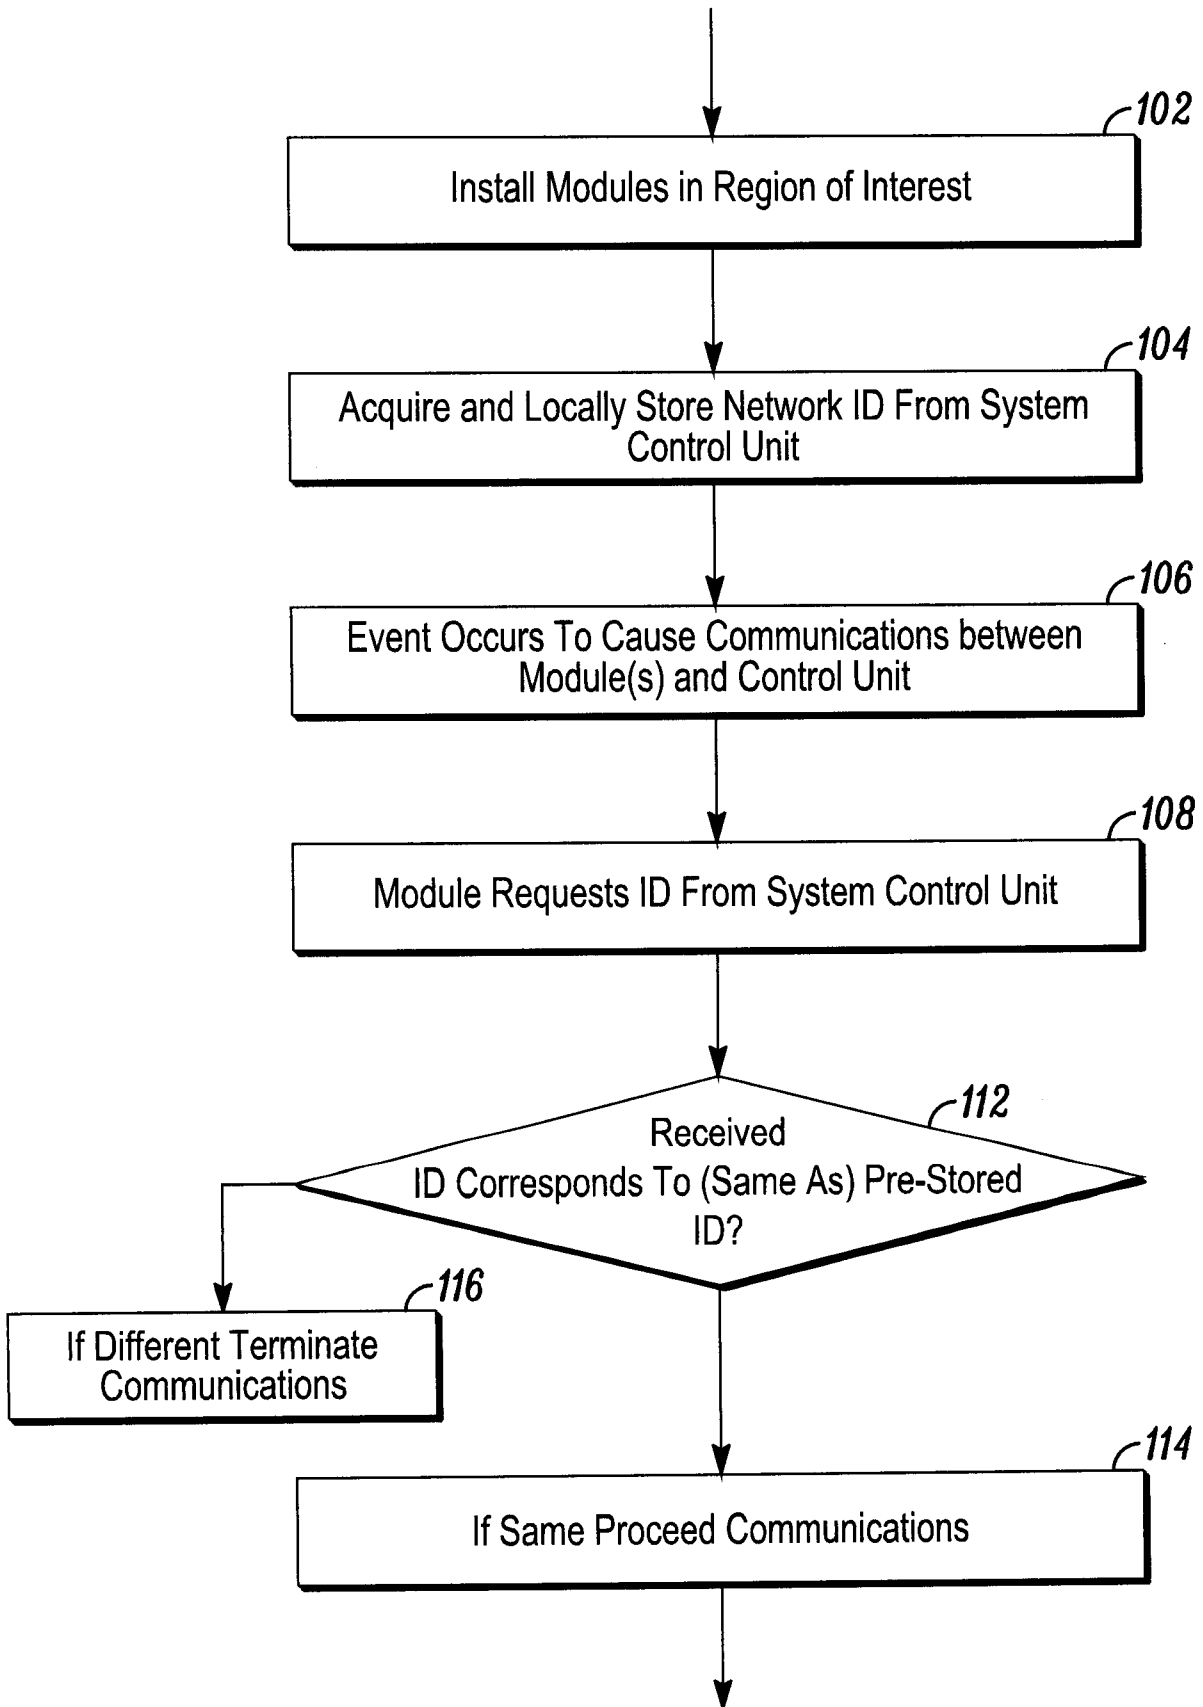 102
Install Modules in Region of Interest
104
Acquire and Locally Store Network ID From System
Control Unit
106
Event Occurs To Cause Communications between
Module(s) and Control Unit
108
Module Requests ID From System Control Unit
112
Received
ID Corresponds To (Same As) Pre-Stored
ID?
116
If Different Terminate
Communications
114
If Same Proceed Communications